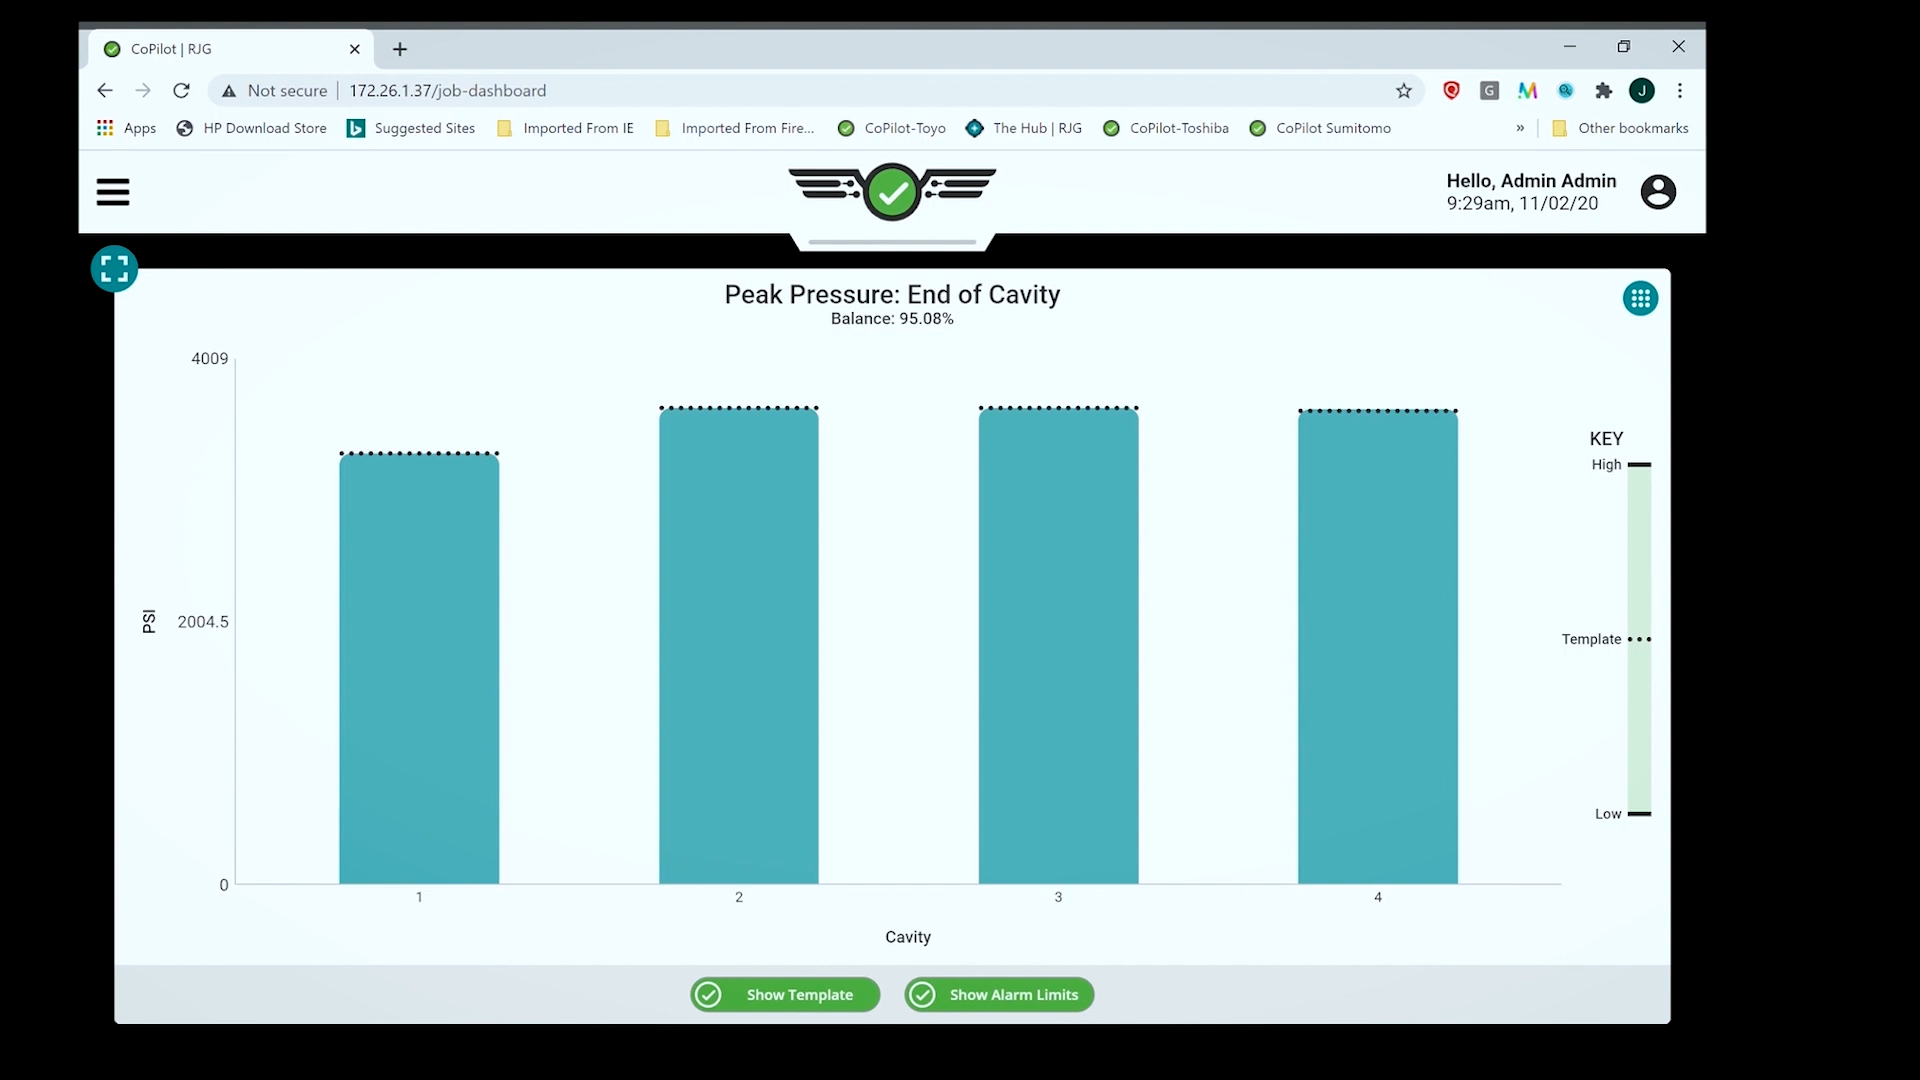 CoPilot | RJG
Not secure
172.26.1.37/job-dashboard
G
J
Apps
HP Download Store
Suggested Sites
Imported From IE
Imported From Fire...
CoPilot-Toyo
The Hub | RJG
CoPilot-Toshiba
CoPilot Sumitomo
»
Other bookmarks
Hello, Admin Admin
9:29am, 11/02/20
Peak Pressure: End of Cavity
Balance: 95.08%
4009
2004.5
0
PSI
1
2
3
4
Cavity
KEY
High
Template
Low
Show Template
Show Alarm Limits